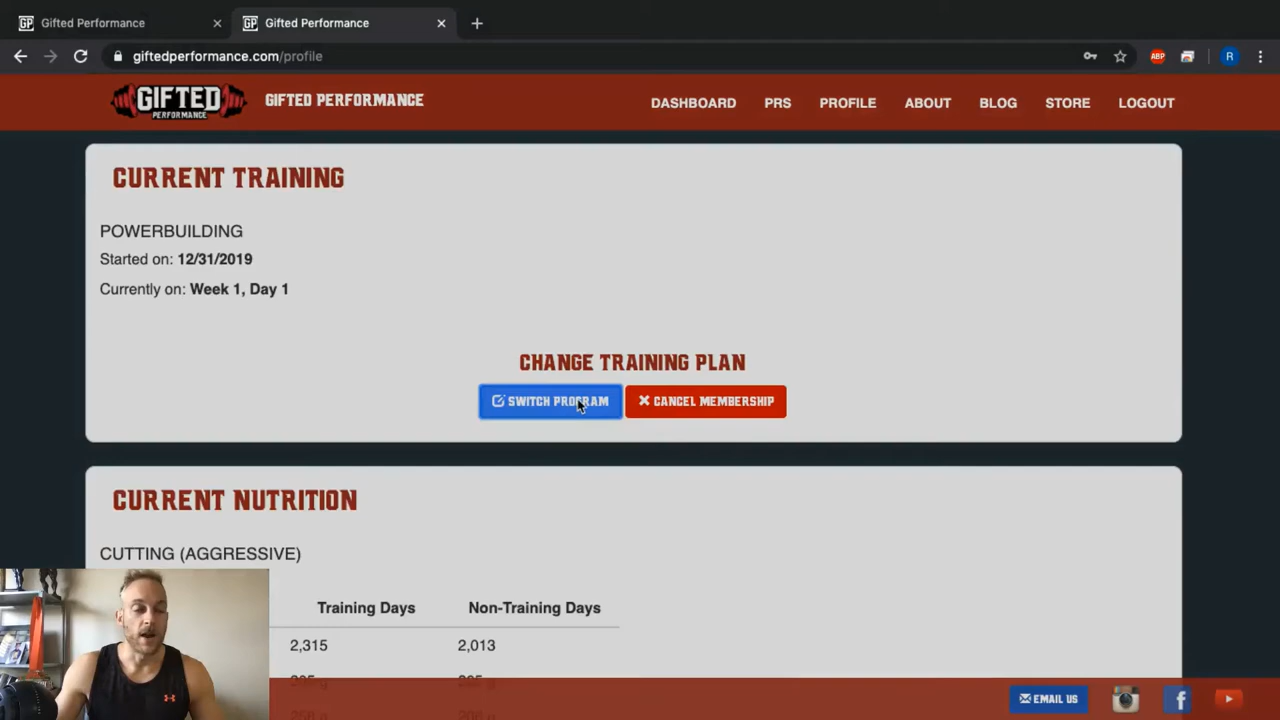 Gifted Performance
Gifted Performance
giftedperformance.com/profile
ABP
R
GIFTED
PERFORMANCE
GIFTED PERFORMANCE
DASHBOARD
PRS
PROFILE
ABOUT
BLOG
STORE
LOGOUT
CURRENT TRAINING
POWERBUILDING
Started on: 12/31/2019
Currently on: Week 1, Day 1
CHANGE TRAINING PLAN
SWITCH PROGRAM
CANCEL MEMBERSHIP
CURRENT NUTRITION
CUTTING (AGGRESSIVE)
Training Days
Non-Training Days
2,315
2,013
EMAIL US